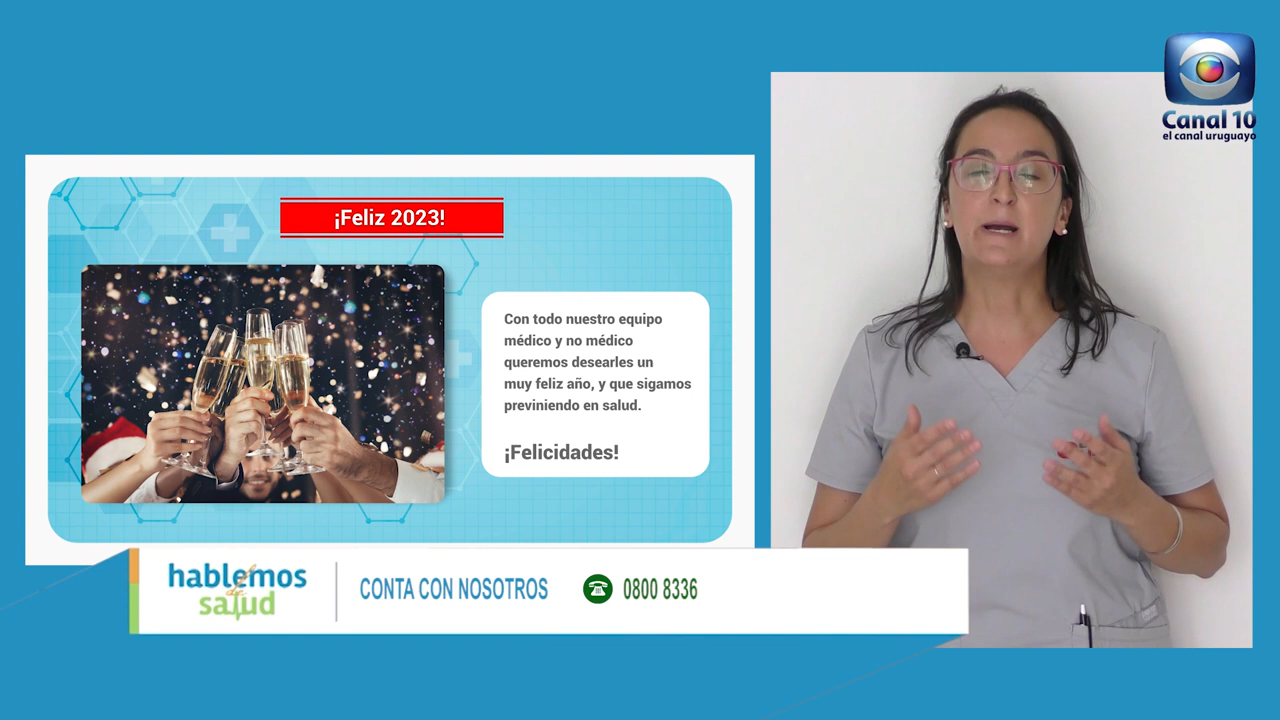 Canal 10
el canal uruguayo
¡Feliz 2023!
Con todo nuestro equipo
médico y no médico
queremos desearles un
muy feliz año, y que sigamos
previniendo en salud.
¡Felicidades!
hablemos
de
salud
CONTA CON NOSOTROS
0800 8336